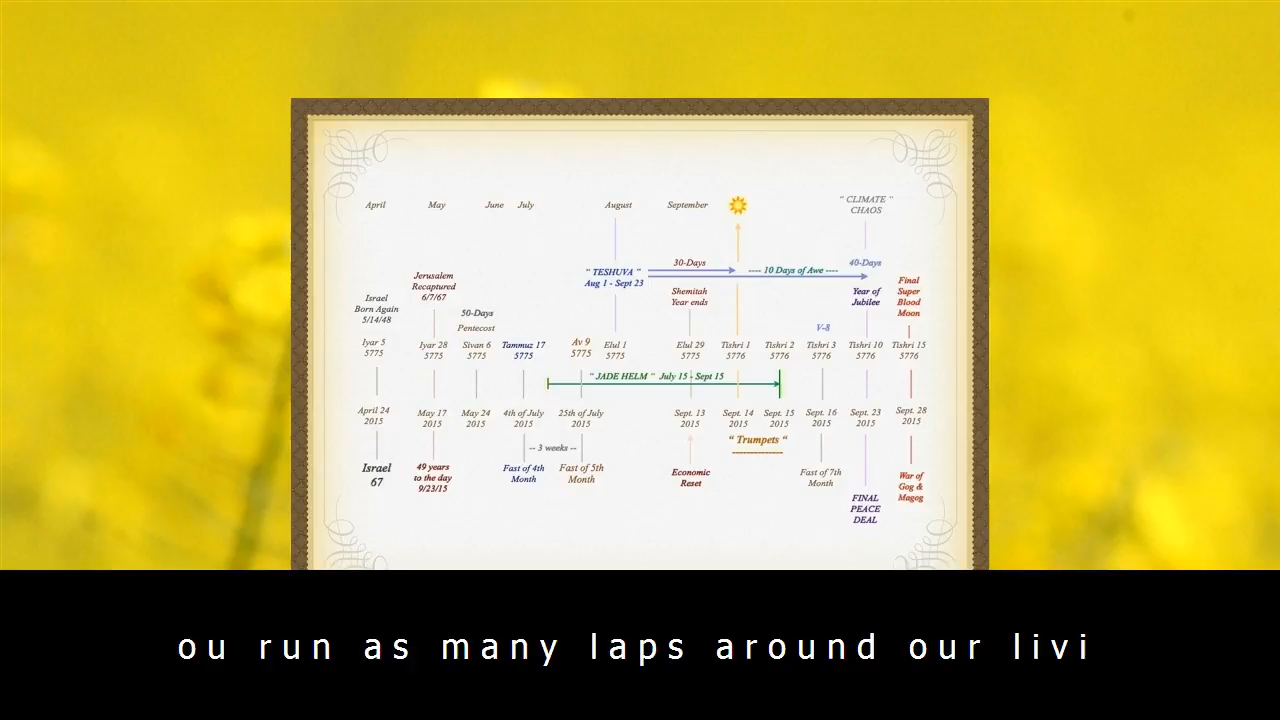 April May June July August September " CLIMATE "
CHAOS
30-Days 40-Days
" TESHUVA " ---- 10 Days of Awe ----
Aug 1 - Sept 23
Jerusalem
Recaptured
6/7/67
Final
Super
Blood
Moon
Shemitah
Year ends
Year of
Jubilee
Israel
Born Again
5/14/48
50-Days
Pentecost
V-8
Iyar 5
5775
Iyar 28
5775
Sivan 6
5775
Tammuz 17
5775
Av 9
5775
Elul 1
5775
Elul 29
5775
Tishri 1
5776
Tishri 2
5776
Tishri 3
5776
Tishri 10
5776
Tishri 15
5776
" JADE HELM " July 15 - Sept 15
April 24
2015
May 17
2015
May 24
2015
4th of July
2015
25th of July
2015
Sept. 13
2015
Sept. 14
2015
Sept. 15
2015
Sept. 16
2015
Sept. 23
2015
Sept. 28
2015
" Trumpets "
--------------
-- 3 weeks --
Israel
67
49 years
to the day
9/23/15
Fast of 4th
Month
Fast of 5th
Month
Economic
Reset
Fast of 7th
Month
FINAL
PEACE
DEAL
War of
Gog &
Magog
ou run as many laps around our livi